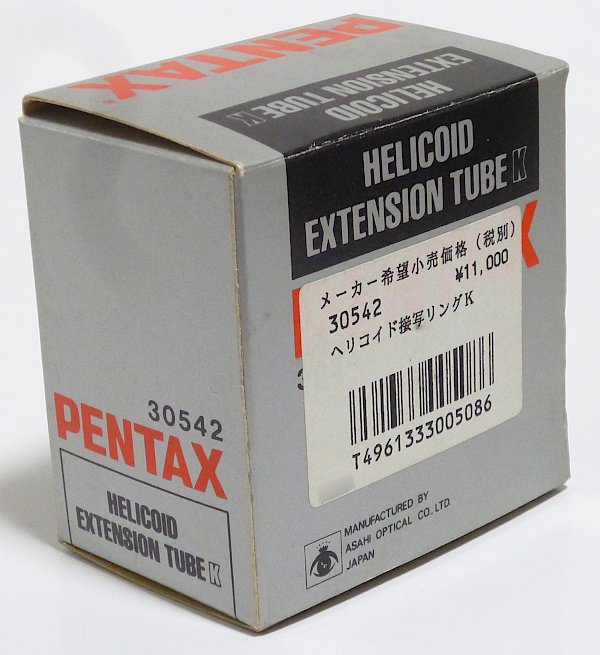 PENTAX
HELICOID
EXTENSION TUBE K
HELICOID
EXTENSION TUBE K
メーカー希望小売価格(税別)
30542 ¥11,000
ヘリコイド接写リングK
T4961333005086
X
3
MANUFACTURED BY
ASAHI OPTICAL CO., LTD.
JAPAN
30542
PENTAX
HELICOID
EXTENSION TUBE K